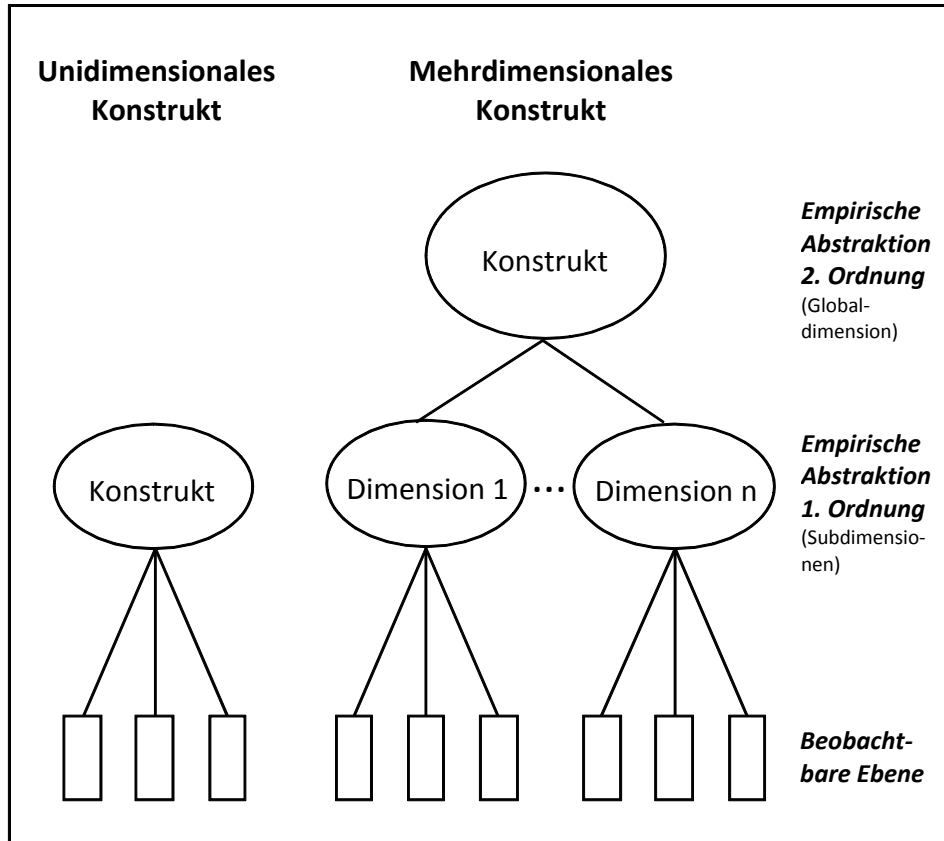 Unidimensionales
Konstrukt
Mehrdimensionales
Konstrukt
Konstrukt
Empirische
Abstraktion
2. Ordnung
(Global-
dimension)
Konstrukt
Dimension 1
...
Dimension n
Empirische
Abstraktion
1. Ordnung
(Subdimensio-
nen)
Beobacht-
bare Ebene